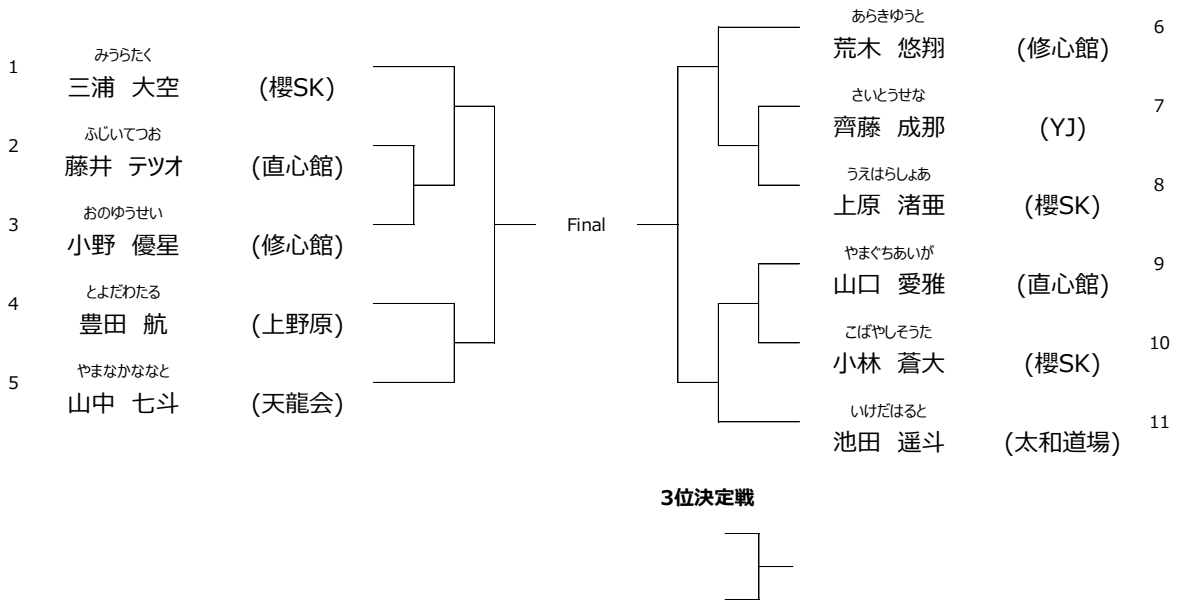 1
みうらたく
三浦 大空 (櫻SK)
2
ふじいてつお
藤井 テツオ (直心館)
3
おのゆうせい
小野 優星 (修心館)
4
とよだわたる
豊田 航 (上野原)
5
やまなかななと
山中 七斗 (天龍会)
Final
あらきゆうと
6
荒木 悠翔 (修心館)
さいとうせな
7
齊藤 成那 (YJ)
うえはらしょあ
8
上原 渚亜 (櫻SK)
やまぐちあいが
9
山口 愛雅 (直心館)
こばやしそうた
10
小林 蒼大 (櫻SK)
いけだはると
11
池田 遥斗 (太和道場)
3位決定戦